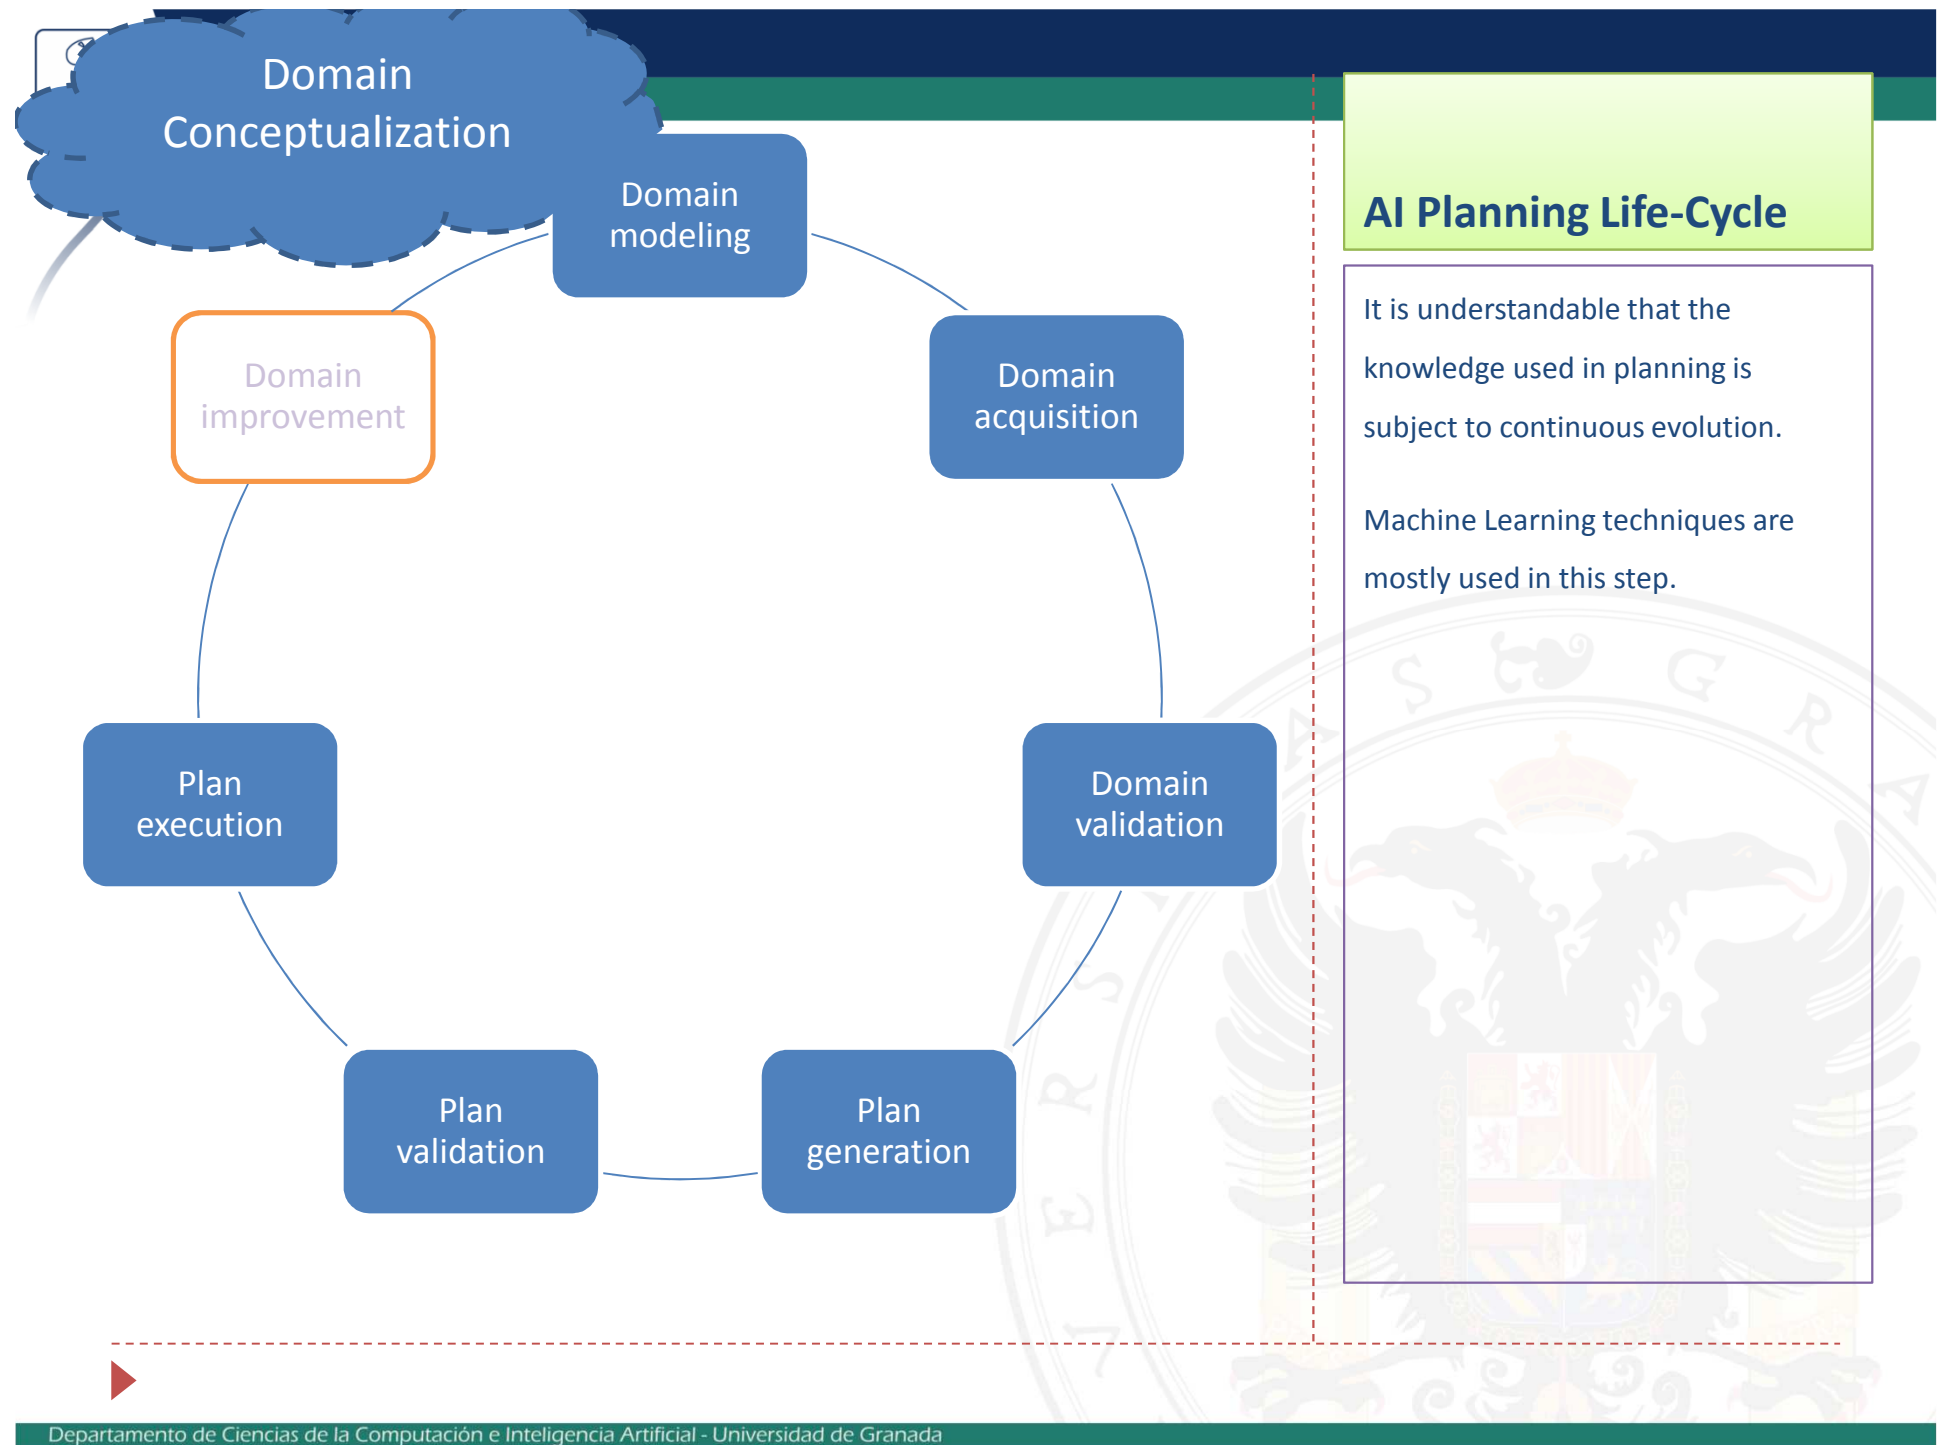 Domain
Conceptualization
Domain
modeling
Domain
acquisition
Domain
validation
Plan
generation
Plan
validation
Plan
execution
Domain
improvement
AI Planning Life-Cycle
It is understandable that the
knowledge used in planning is
subject to continuous evolution.
Machine Learning techniques are
mostly used in this step.
Departamento de Ciencias de la Computación e Inteligencia Artificial - Universidad de Granada